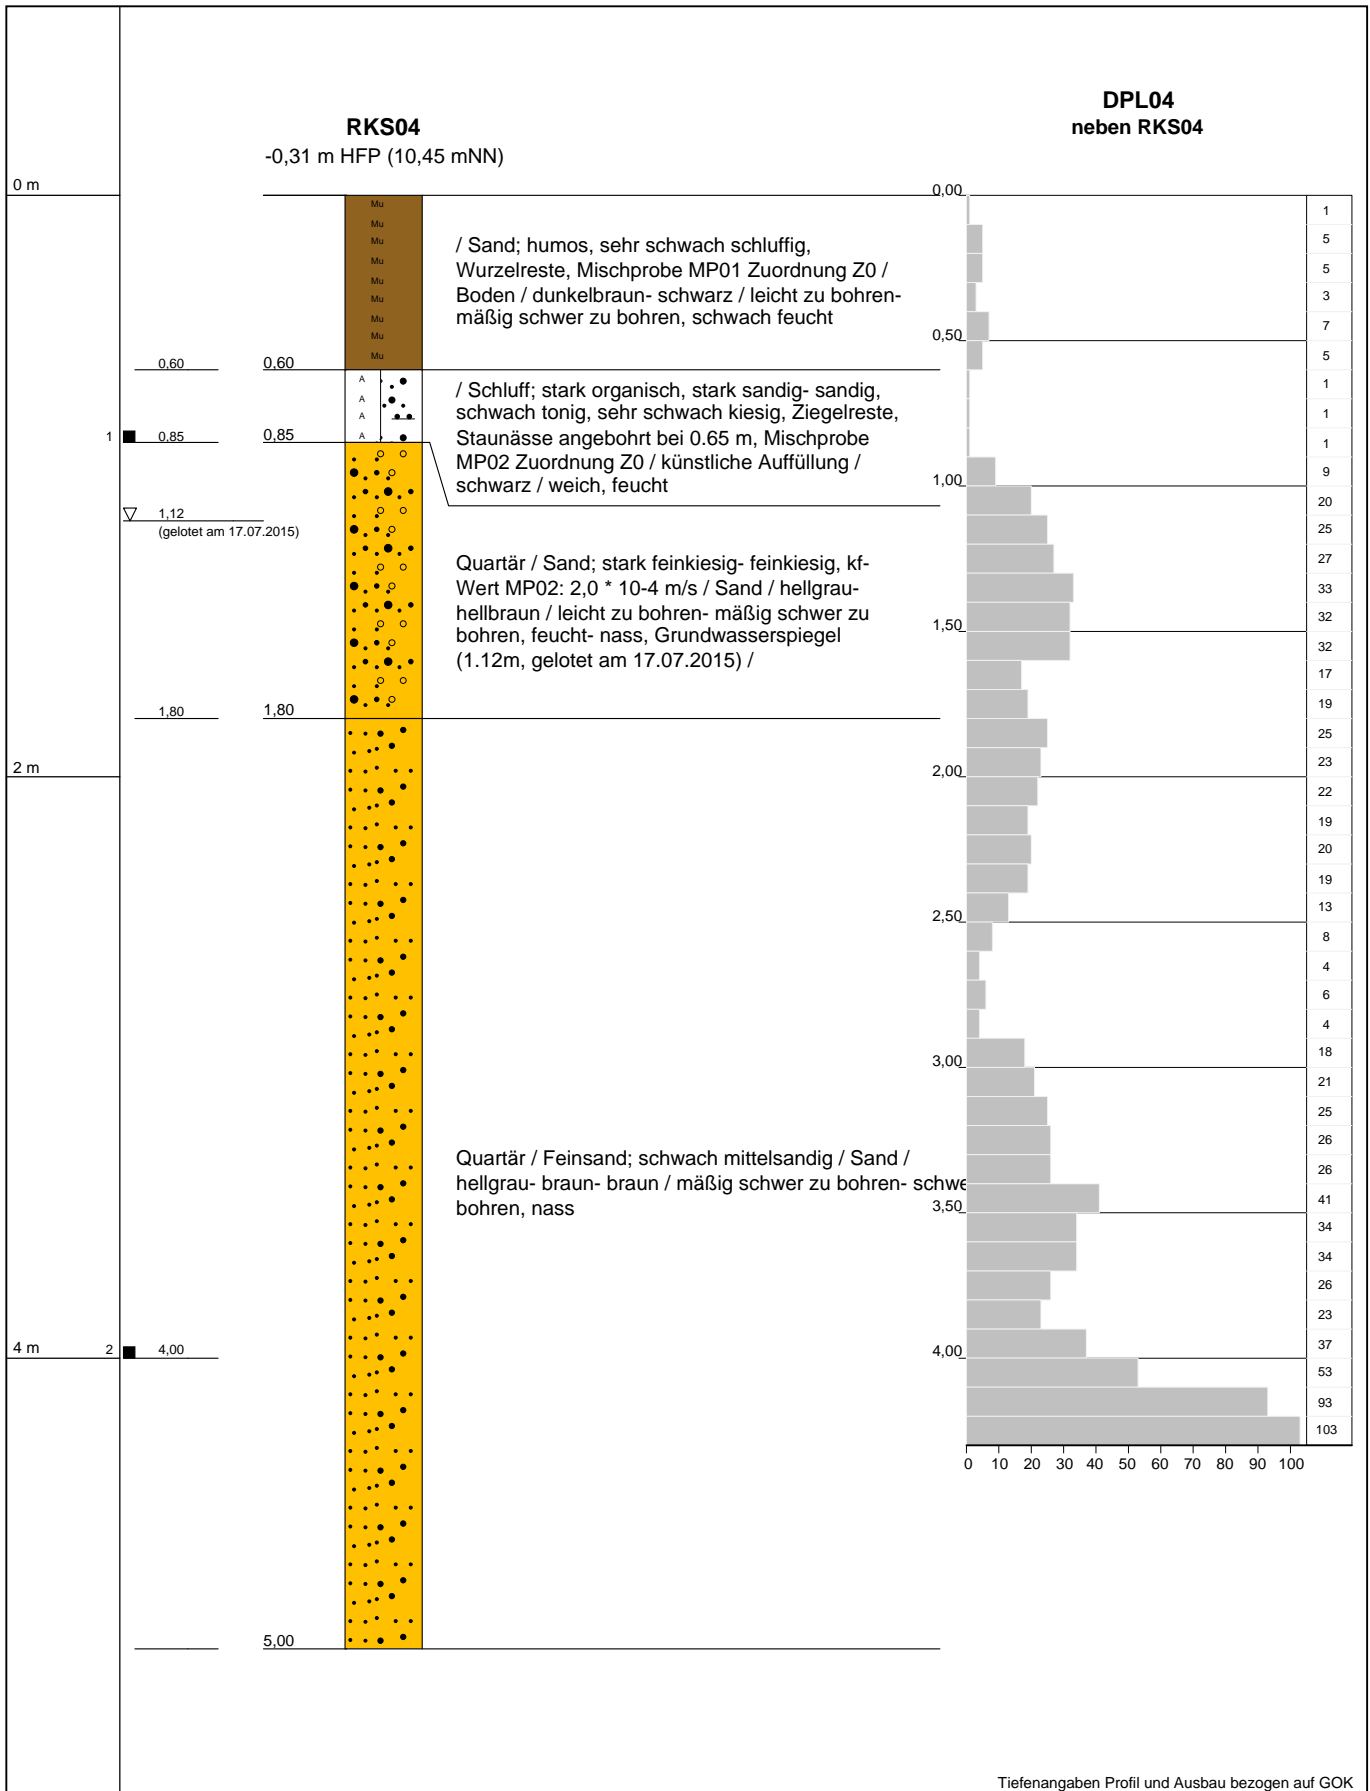 RKS04
-0,31 m HFP (10,45 mNN)
DPL04
neben RKS04
0 m
2 m
4 m
0,60
1
0,85
1,12
(gelotet am 17.07.2015)
1,80
2
4,00
0,60
0,85
1,80
5,00
Mu
Mu
Mu
Mu
Mu
Mu
Mu
Mu
Mu
A
A
A
A
/ Sand; humos, sehr schwach schluffig,
Wurzelreste, Mischprobe MP01 Zuordnung Z0 /
Boden / dunkelbraun- schwarz / leicht zu bohren-
mäßig schwer zu bohren, schwach feucht
/ Schluff; stark organisch, stark sandig- sandig,
schwach tonig, sehr schwach kiesig, Ziegelreste,
Staunässe angebohrt bei 0.65 m, Mischprobe
MP02 Zuordnung Z0 / künstliche Auffüllung /
schwarz / weich, feucht
Quartär / Sand; stark feinkiesig- feinkiesig, kf-
Wert MP02: 2,0 * 10-4 m/s / Sand / hellgrau-
hellbraun / leicht zu bohren- mäßig schwer zu
bohren, feucht- nass, Grundwasserspiegel
(1.12m, gelotet am 17.07.2015) /
Quartär / Feinsand; schwach mittelsandig / Sand /
hellgrau- braun- braun / mäßig schwer zu bohren- schwe
bohren, nass
0,00
0,50
1,00
1,50
2,00
2,50
3,00
3,50
4,00
1
5
5
3
7
5
1
1
1
9
20
25
27
33
32
32
17
19
25
23
22
19
20
19
13
8
4
6
4
18
21
25
26
26
41
34
34
26
23
37
53
93
103
0 10 20 30 40 50 60 70 80 90 100
Tiefenangaben Profil und Ausbau bezogen auf GOK